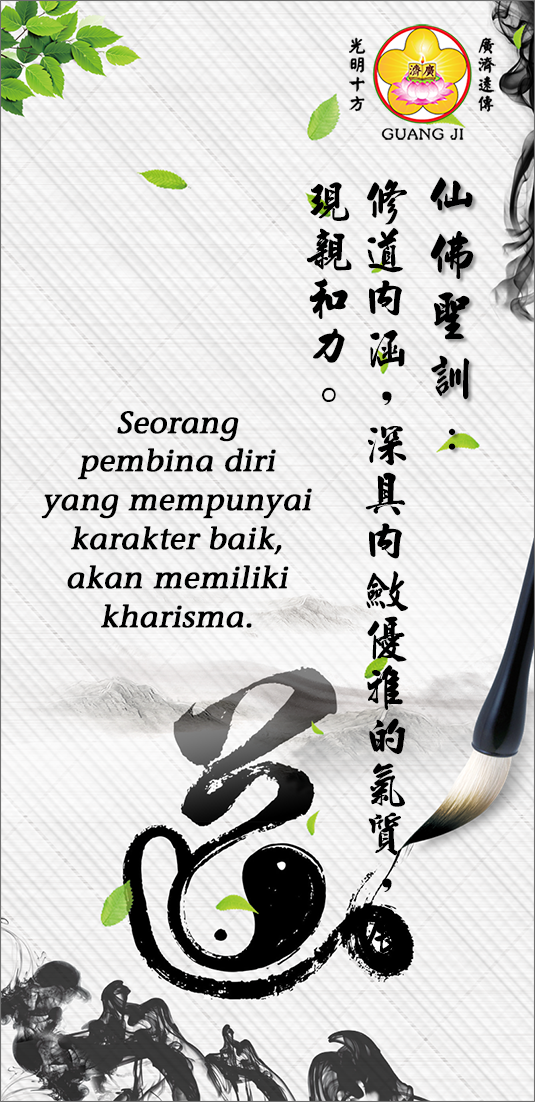 廣濟遠傳
光明十方
廣濟
GUANG JI
仙佛聖訓：
修道內涵，深具內斂優雅的氣質，
現親和力。
Seorang
pembina diri
yang mempunyai
karakter baik,
akan memiliki
kharisma.